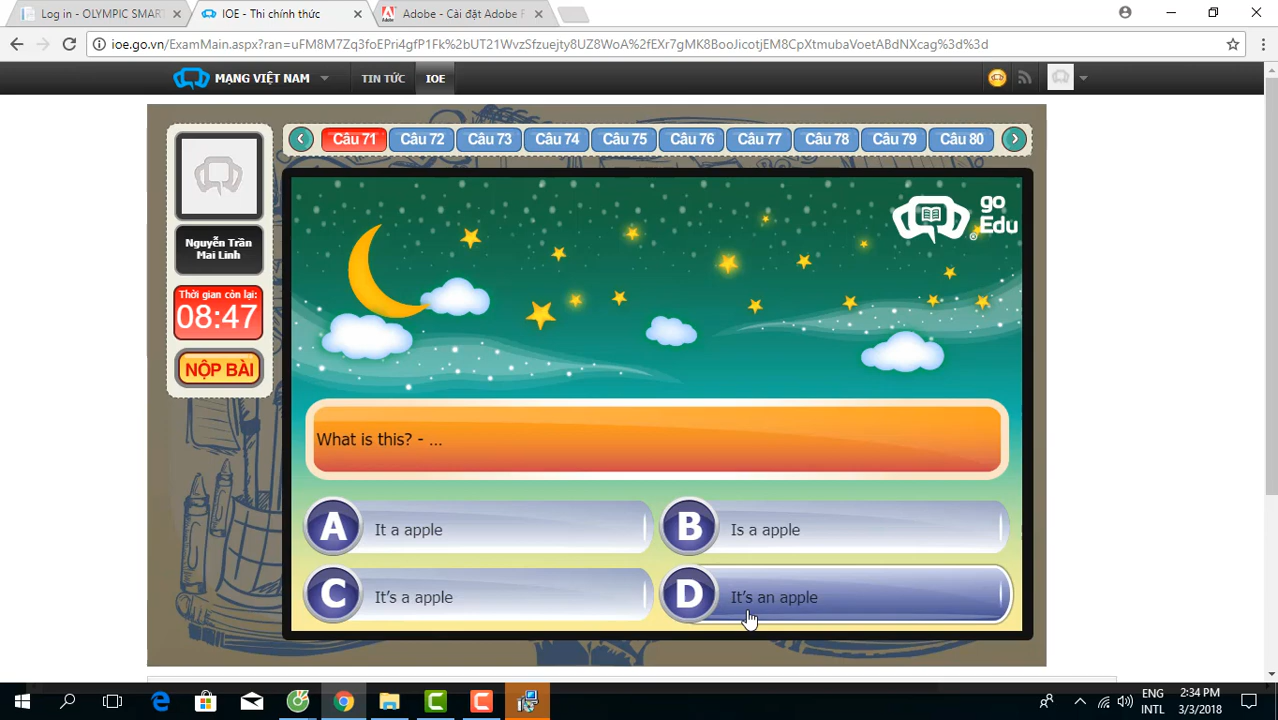 Log in - OLYMPIC SMART
IOE - Thi chính thức
Adobe - Cài đặt Adobe F
ioe.go.vn/ExamMain.aspx?ran=uFM8M7Zq3foEPri4gfP1Fk%2bUT21WvzSfzuejty8UZ8WoA%2fEXr7gMK8BooJicotjEM8CpXtmubaVoetABdNXcag%3d%3d
MẠNG VIỆT NAM
TIN TỨC
IOE
Câu 71
Câu 72
Câu 73
Câu 74
Câu 75
Câu 76
Câu 77
Câu 78
Câu 79
Câu 80
Nguyễn Trần
Mai Linh
Thời gian còn lại:
08:47
NỘP BÀI
go
Edu
What is this? - ...
A
It a apple
B
Is a apple
C
It's a apple
D
It's an apple
ENG
INTL
2:34 PM
3/3/2018